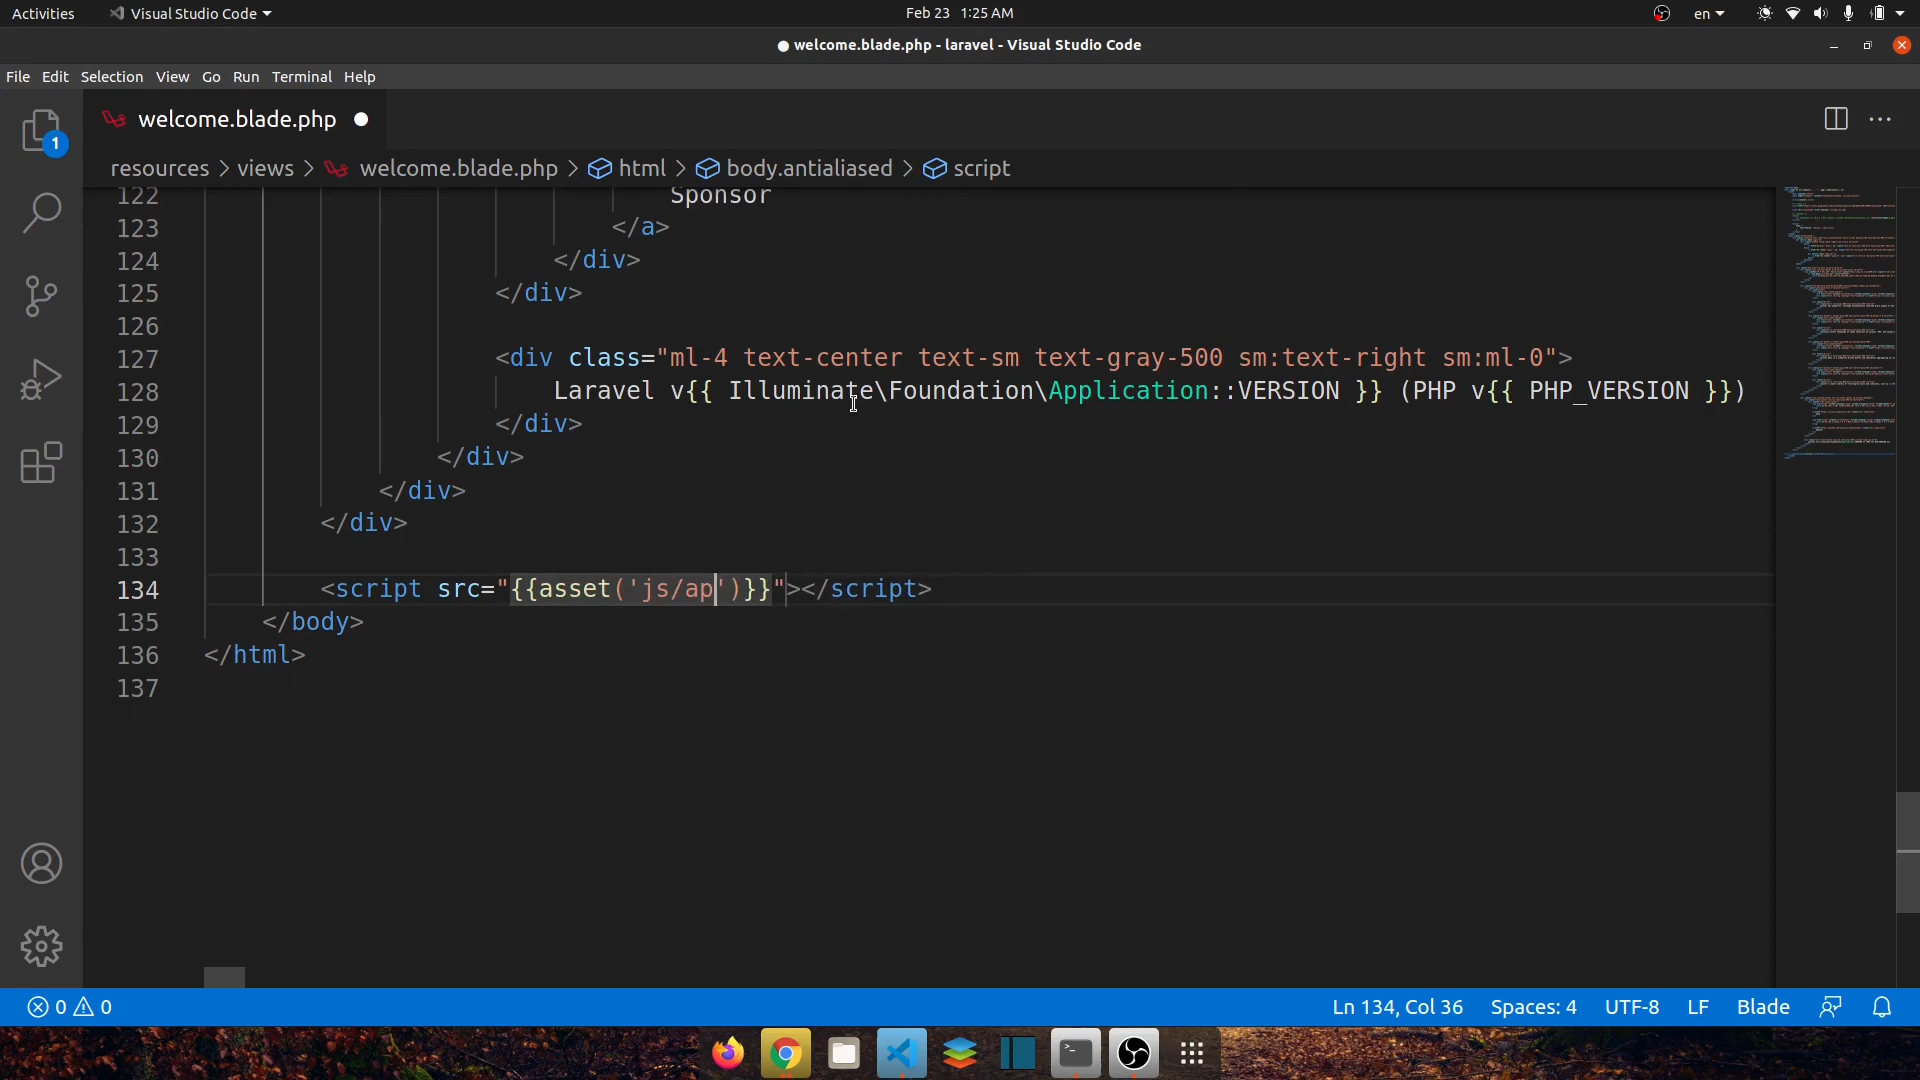 Activities Visual Studio Code Feb 23 1:25 AM en
● welcome.blade.php - laravel - Visual Studio Code
File Edit Selection View Go Run Terminal Help
welcome.blade.php
1
resources > views > welcome.blade.php > html > body.antialiased > script
122 Sponsor
123 </a>
124 </div>
125 </div>
126
127 <div class="ml-4 text-center text-sm text-gray-500 sm:text-right sm:ml-0">
128 Laravel v{{ Illuminate\Foundation\Application::VERSION }} (PHP v{{ PHP_VERSION }})
129 </div>
130 </div>
131 </div>
132 </div>
133
134 <script src="{{asset('js/ap')}}"></script>
135 </body>
136 </html>
137
0 0 Ln 134, Col 36 Spaces: 4 UTF-8 LF Blade